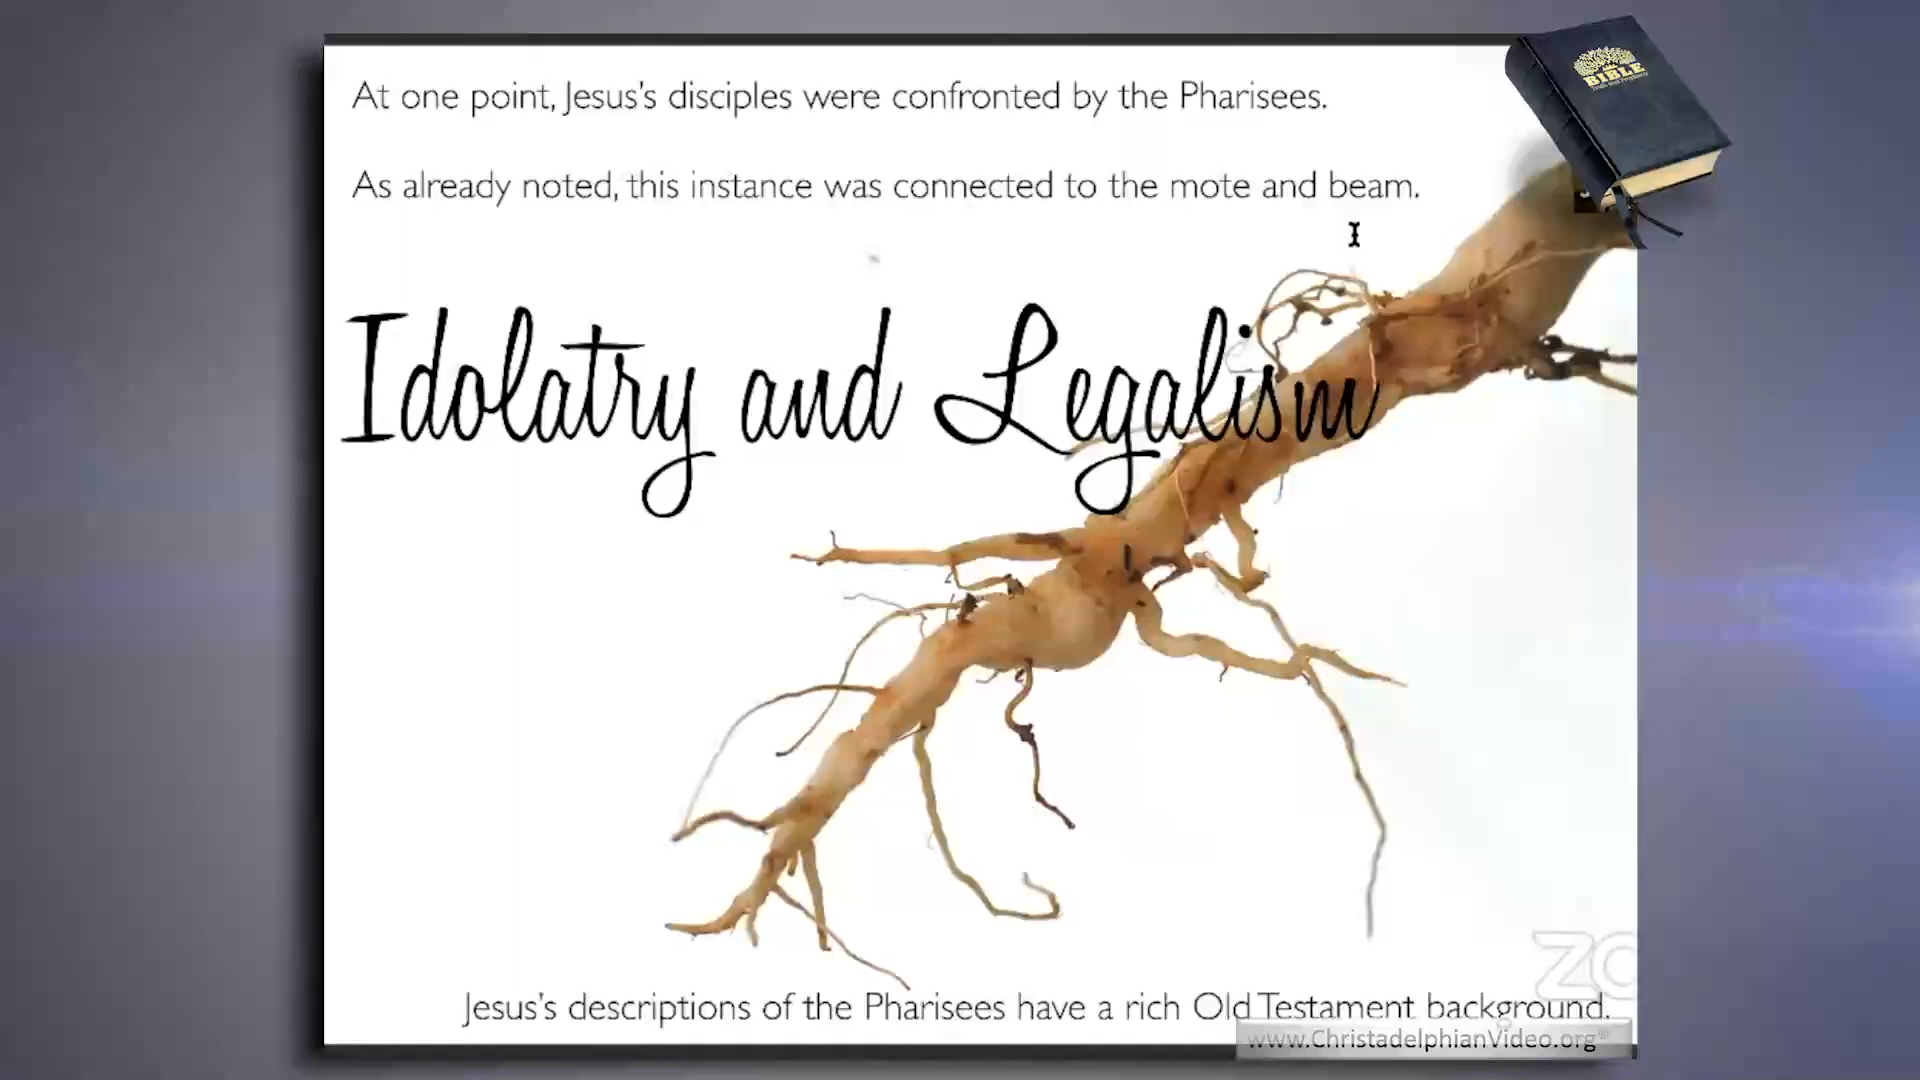 At one point, Jesus's disciples were confronted by the Pharisees.
BIBLE
As already noted, this instance was connected to the mote and beam.
Idolatry and Legalism
Jesus's descriptions of the Pharisees have a rich Old Testament background.
www.ChristadelphianVideo.org®